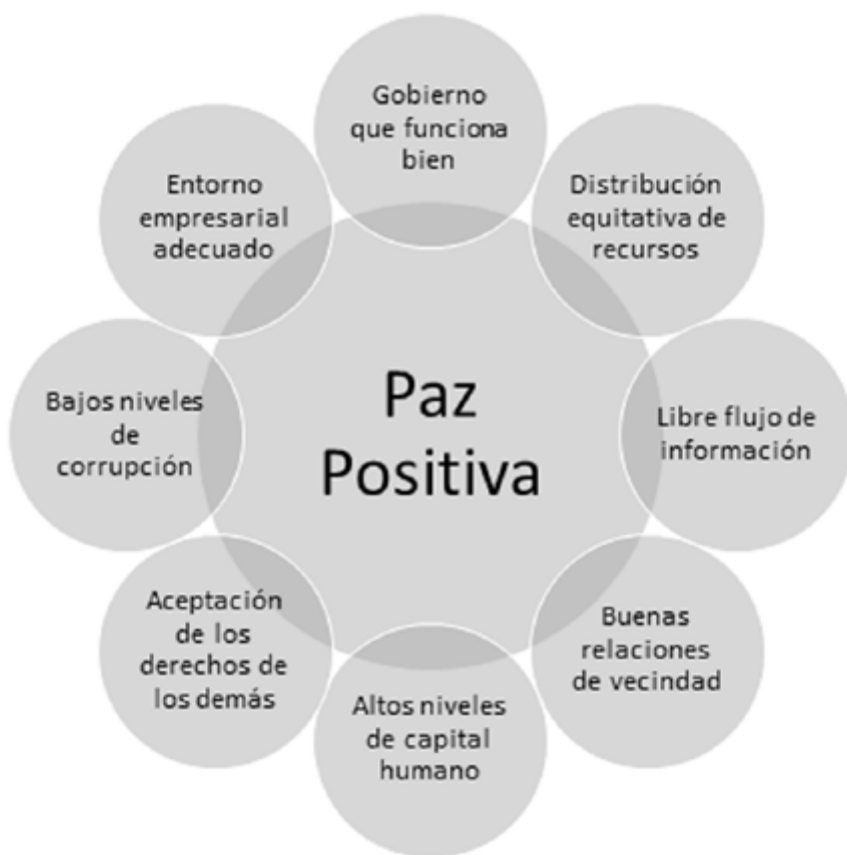 Gobierno
que funciona
bien
Distribución
equitativa de
recursos
Libre flujo de
información
Buenas
relaciones
de vecindad
Altos niveles
de capital
humano
Aceptación
de los
derechos de
los demás
Bajos niveles
de
corrupción
Entorno
empresarial
adecuado
Paz
Positiva